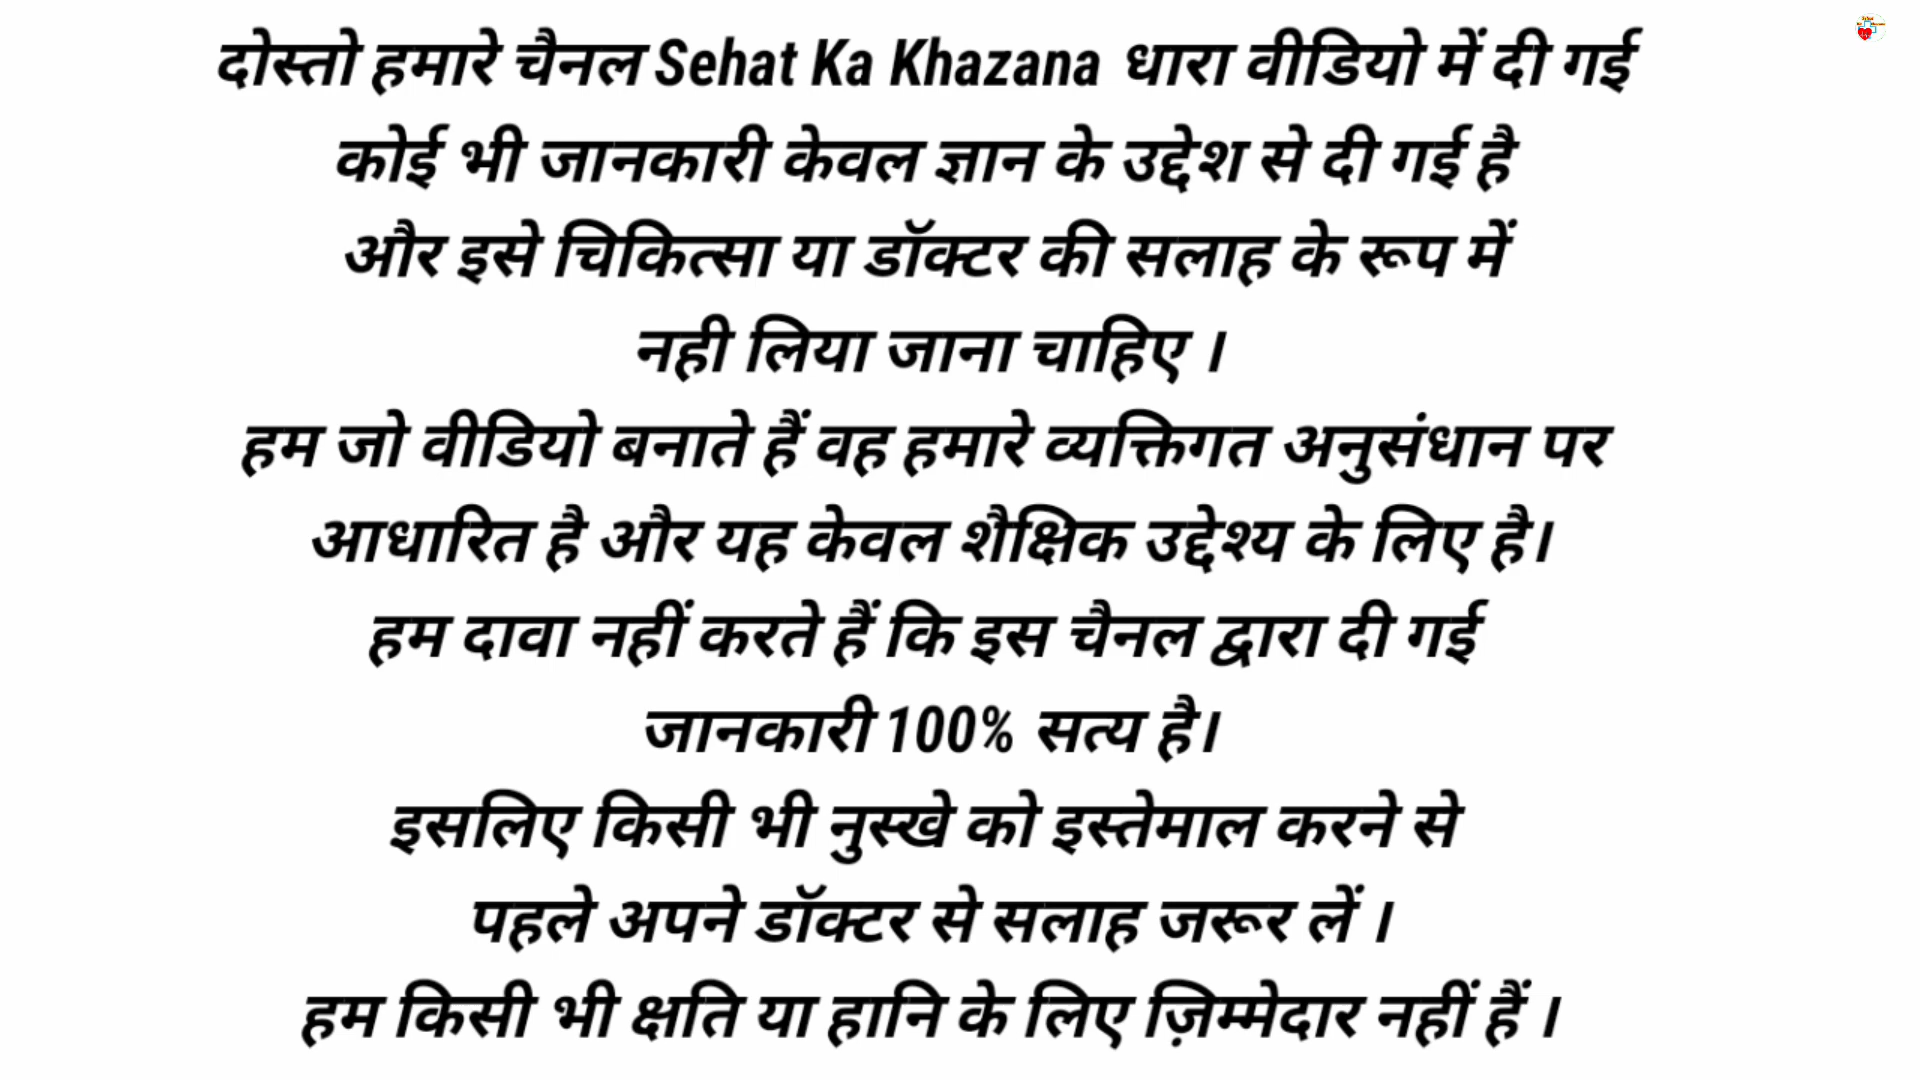 दोस्तो हमारे चैनल Sehat Ka Khazana धारा वीडियो में दी गई
कोई भी जानकारी केवल ज्ञान के उद्देश से दी गई है
और इसे चिकित्सा या डॉक्टर की सलाह के रूप में
नही लिया जाना चाहिए ।
हम जो वीडियो बनाते हैं वह हमारे व्यक्तिगत अनुसंधान पर
आधारित है और यह केवल शैक्षिक उद्देश्य के लिए है।
हम दावा नहीं करते हैं कि इस चैनल द्वारा दी गई
जानकारी 100% सत्य है।
इसलिए किसी भी नुस्खे को इस्तेमाल करने से
पहले अपने डॉक्टर से सलाह जरूर लें ।
हम किसी भी क्षति या हानि के लिए ज़िम्मेदार नहीं हैं ।